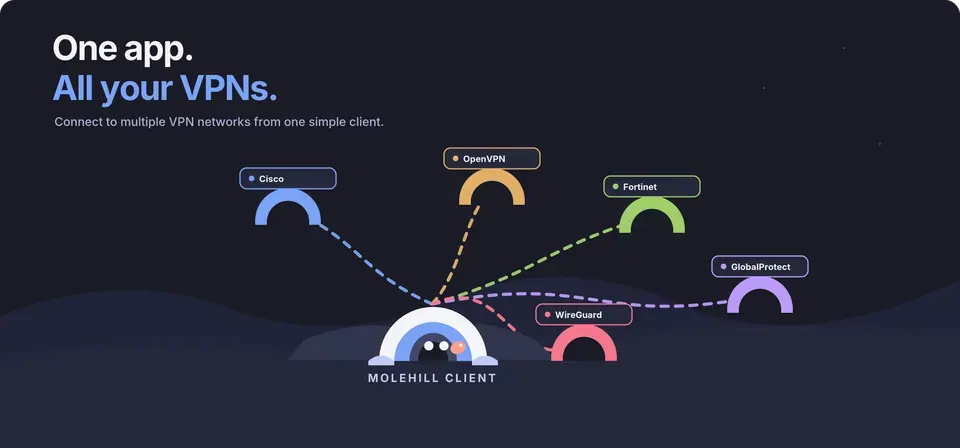 One app.
All your VPNs.
Connect to multiple VPN networks from one simple client.
OpenVPN
Cisco
Fortinet
GlobalProtect
WireGuard
MOLEHILL CLIENT